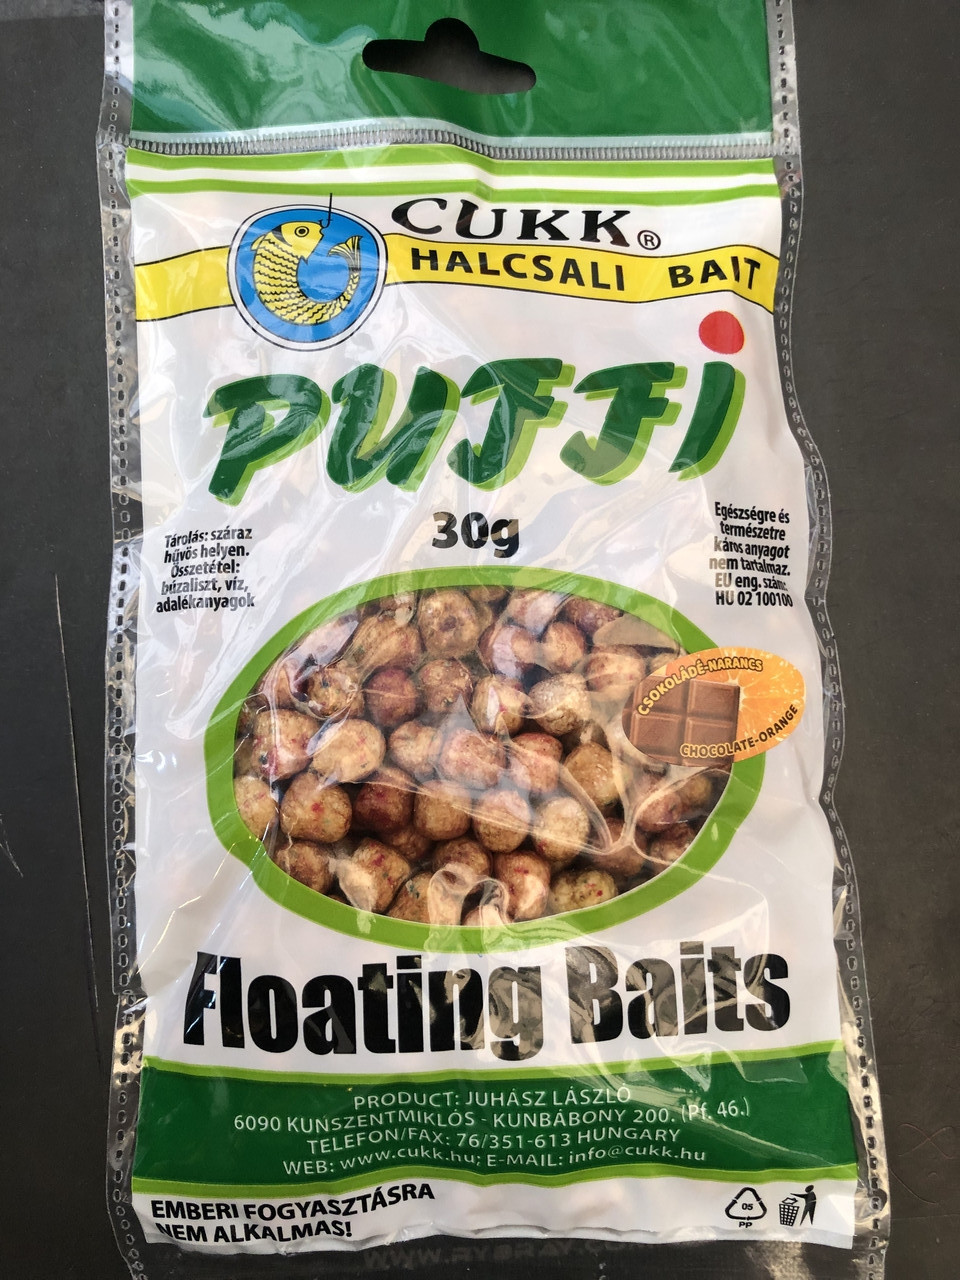 CUKK®
HALCSALI BAIT
PUFFi
30g
Tárolás: száraz
hűvös helyen.
Összetétel:
búzaliszt, víz,
adalékanyagok
Egészségre és
természetre
káros anyagot
nem tartalmaz.
EU eng. szám:
HU 02 100100
CSOKOLÁDÉ-NARANCS
CHOCOLATE-ORANGE
Floating Baits
PRODUCT: JUHÁSZ LÁSZLÓ
6090 KUNSZENTMIKLÓS - KUNBÁBONY 200. (Pf. 46.)
TELEFON/FAX: 76/351-613 HUNGARY
WEB: www.cukk.hu; E-MAIL: info@cukk.hu
EMBERI FOGYASZTÁSRA
NEM ALKALMAS!
05
PP